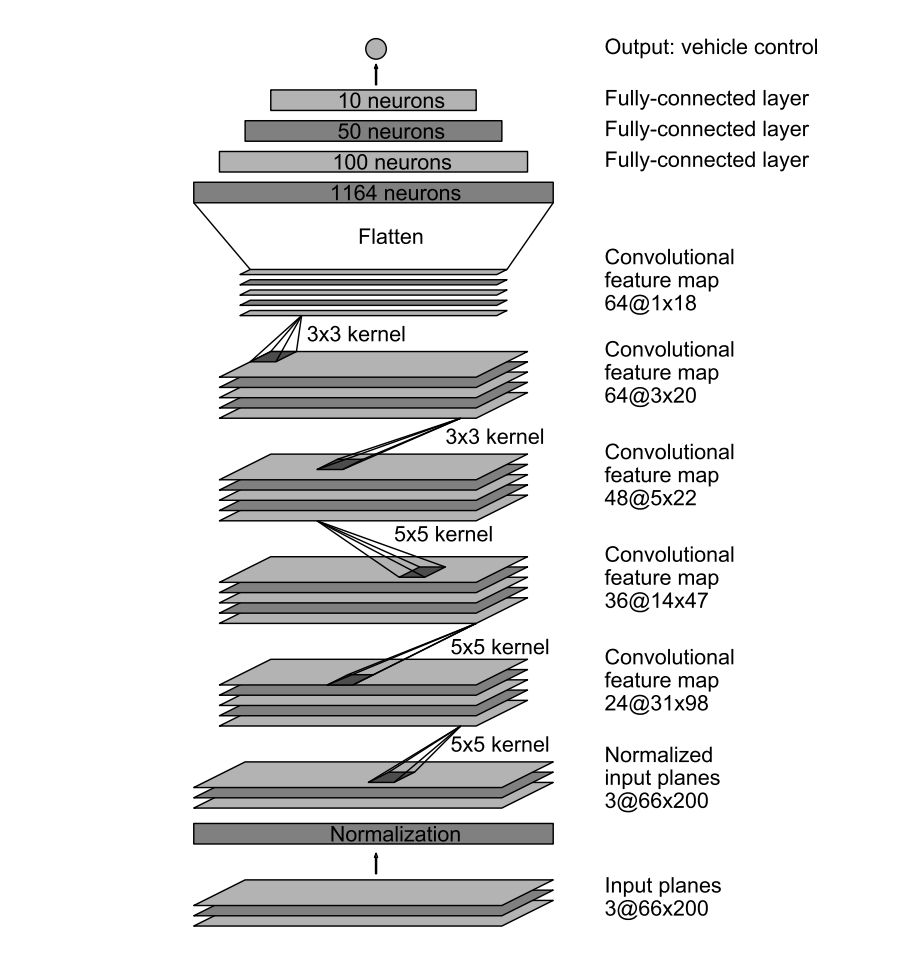 Output: vehicle control
10 neurons
Fully-connected layer
50 neurons
Fully-connected layer
100 neurons
Fully-connected layer
1164 neurons
Flatten
Convolutional
feature map
64@1x18
3x3 kernel
Convolutional
feature map
64@3x20
3x3 kernel
Convolutional
feature map
48@5x22
5x5 kernel
Convolutional
feature map
36@14x47
5x5 kernel
Convolutional
feature map
24@31x98
5x5 kernel
Normalized
input planes
3@66x200
Normalization
Input planes
3@66x200